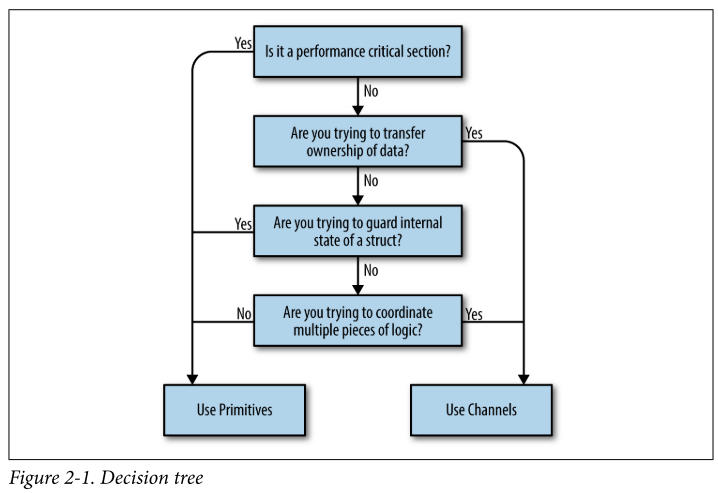 Yes
Is it a performance critical section?
No
Are you trying to transfer
ownership of data?
Yes
No
Yes
Are you trying to guard internal
state of a struct?
No
No
Are you trying to coordinate
multiple pieces of logic?
Yes
Use Primitives
Use Channels
Figure 2-1. Decision tree